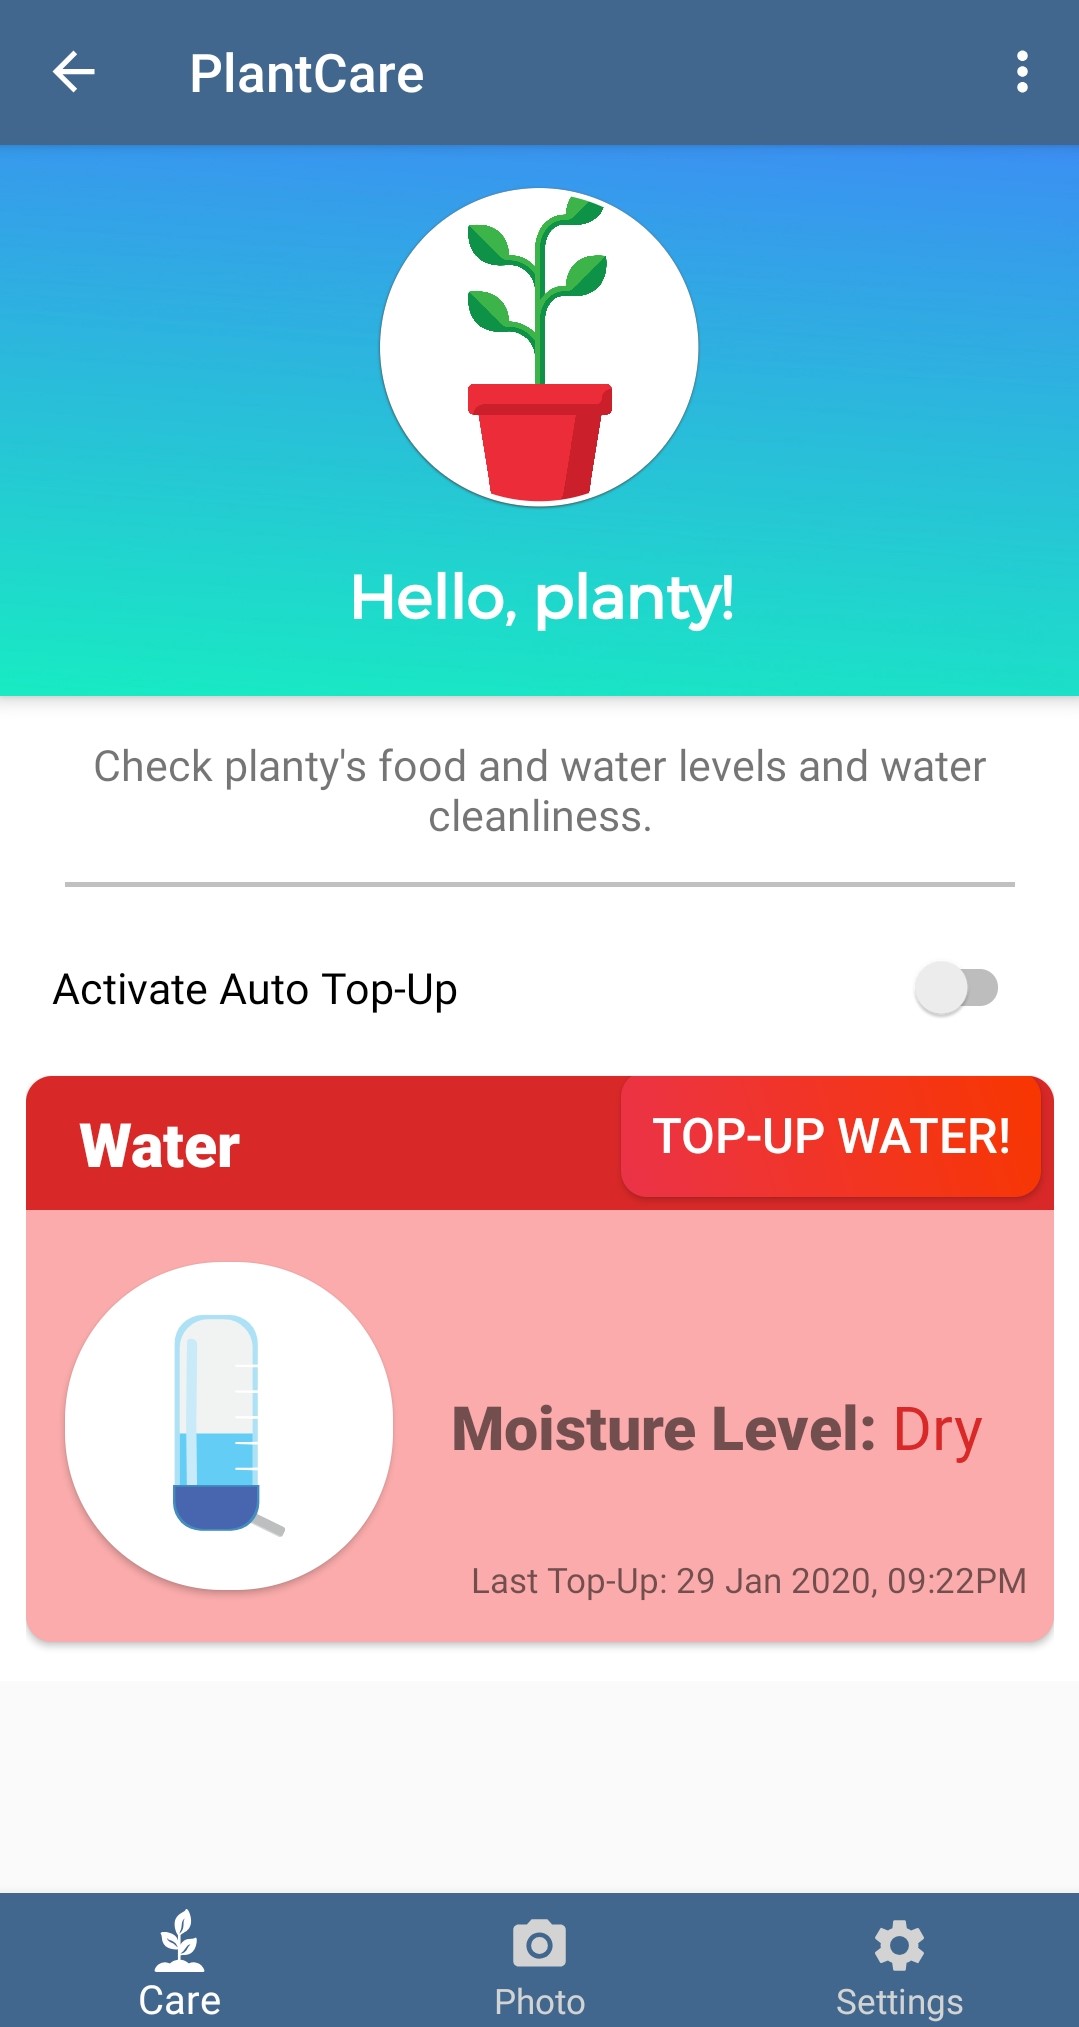 PlantCare
Hello, planty!
Check planty's food and water levels and water
cleanliness.
Activate Auto Top-Up
Water
TOP-UP WATER!
Moisture Level: Dry
Last Top-Up: 29 Jan 2020, 09:22PM
Care
Photo
Settings